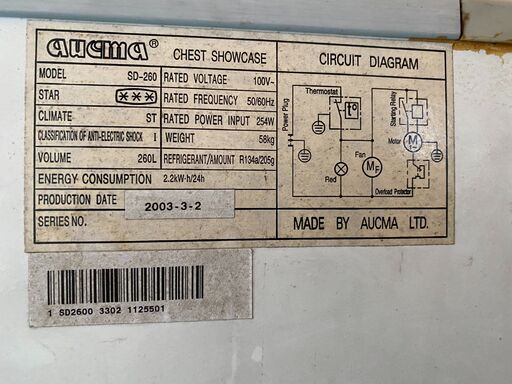 aucma® CHEST SHOWCASE CIRCUIT DIAGRAM
MODEL SD-260 RATED VOLTAGE 100V~
STAR *** RATED FREQUENCY 50/60Hz
CLIMATE ST RATED POWER INPUT 254W
CLASSIFICATION OF ANTI-ELECTRIC SHOCK I WEIGHT 58kg
VOLUME 260L REFRIGERANT/AMOUNT R134a/205g
ENERGY CONSUMPTION 2.2kW·h/24h
PRODUCTION DATE 2003-3-2
SERIES NO.
Power Plug
Thermostat
t°
Starting Relay
Motor
M
1~
Fan
MF
Red
Overload Protector
MADE BY AUCMA LTD.
1 SD2600 3302 1125501